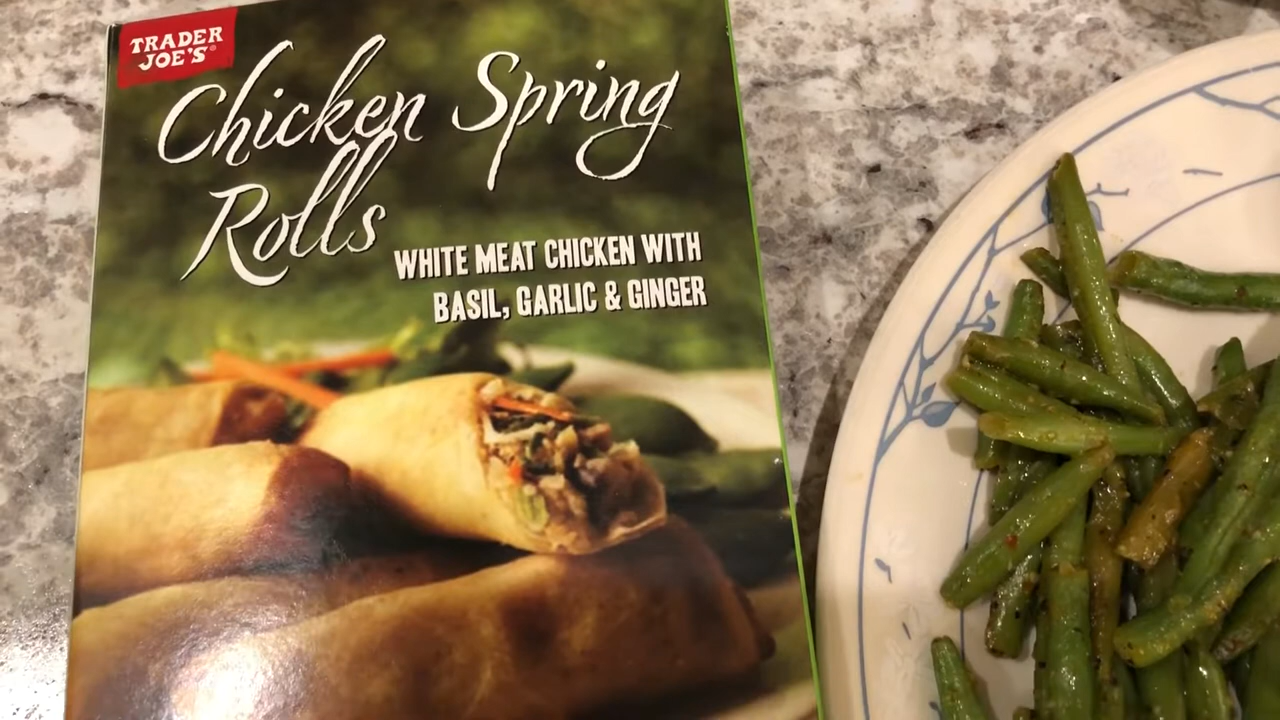 TRADER
JOE'S®
Chicken Spring
Rolls
WHITE MEAT CHICKEN WITH
BASIL, GARLIC & GINGER